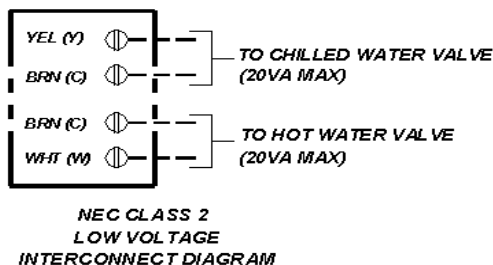 YEL (Y)
BRN (C)
TO CHILLED WATER VALVE
(20VA MAX)
BRN (C)
WHT (W)
TO HOT WATER VALVE
(20VA MAX)
NEC CLASS 2
LOW VOLTAGE
INTERCONNECT DIAGRAM